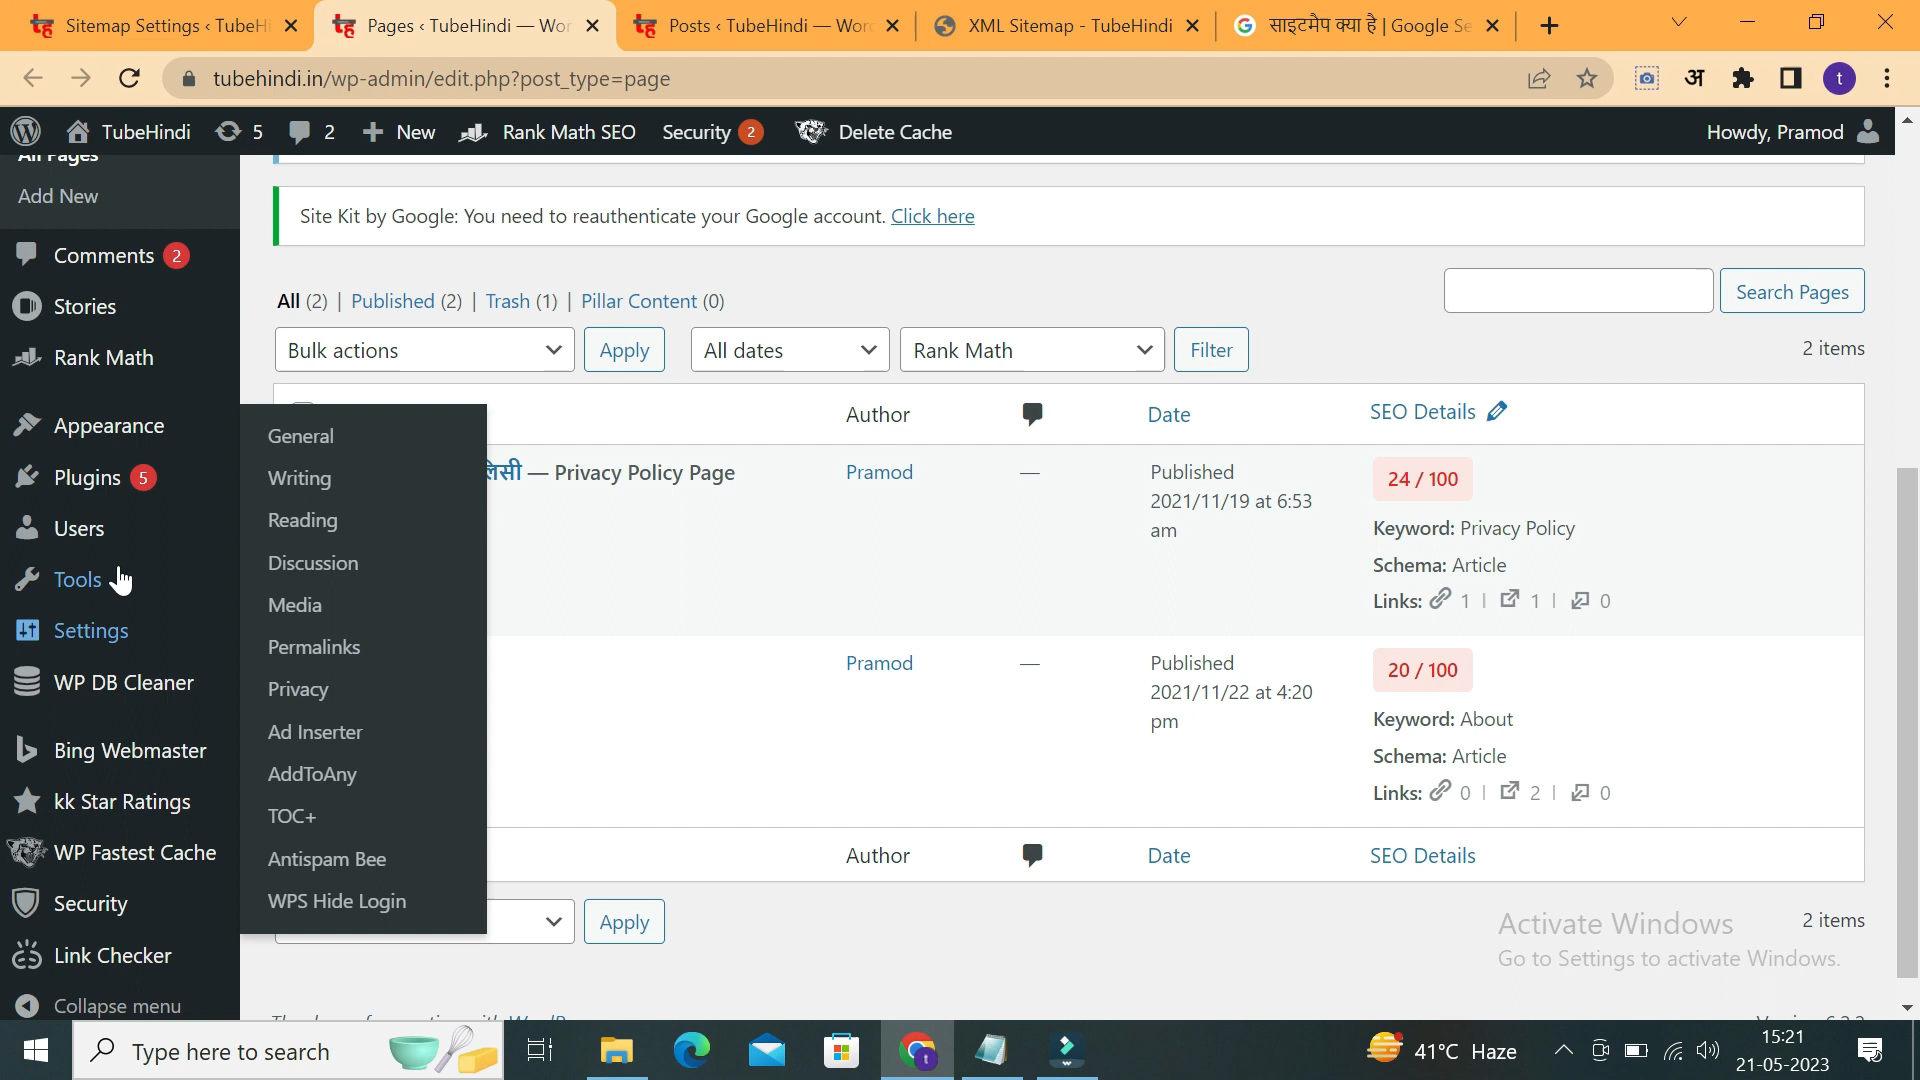 Sitemap Settings ‹ TubeHi
Pages ‹ TubeHindi — Wor
Posts ‹ TubeHindi — Wor
XML Sitemap - TubeHindi
साइटमैप क्या है | Google Se
tubehindi.in/wp-admin/edit.php?post_type=page
अ
t
TubeHindi 5 2 New Rank Math SEO Security 2 Delete Cache Howdy, Pramod
All Pages
Add New
Comments 2
Stories
Rank Math
Appearance
Plugins 5
Users
Tools
Settings
WP DB Cleaner
Bing Webmaster
kk Star Ratings
WP Fastest Cache
Security
Link Checker
Collapse menu
General
Writing
Reading
Discussion
Media
Permalinks
Privacy
Ad Inserter
AddToAny
TOC+
Antispam Bee
WPS Hide Login
Site Kit by Google: You need to reauthenticate your Google account. Click here
All (2) | Published (2) | Trash (1) | Pillar Content (0)
Search Pages
Bulk actions Apply All dates Rank Math Filter 2 items
Author Date SEO Details
— Privacy Policy Page
Pramod
—
Published
2021/11/19 at 6:53
am
24 / 100
Keyword: Privacy Policy
Schema: Article
Links: 1 | 1 | 0
Pramod
—
Published
2021/11/22 at 4:20
pm
20 / 100
Keyword: About
Schema: Article
Links: 0 | 2 | 0
Author Date SEO Details
Apply 2 items
Activate Windows
Go to Settings to activate Windows.
Type here to search
41°C Haze
15:21
21-05-2023